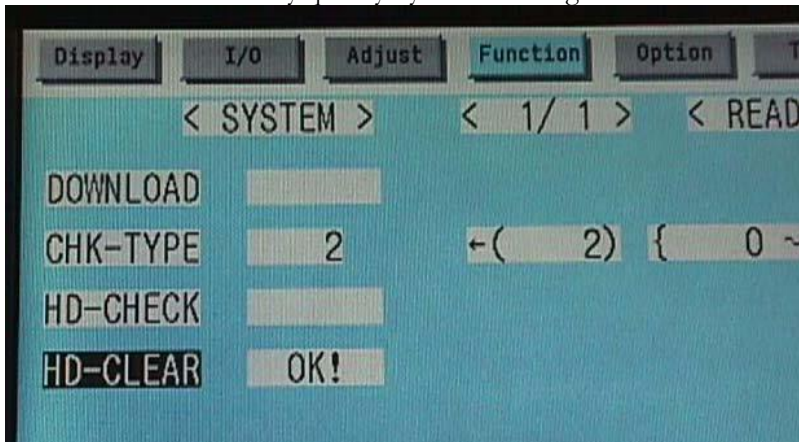 Display I/O Adjust Function Option T
< SYSTEM > < 1/ 1 > < READ
DOWNLOAD
CHK-TYPE 2 ←( 2) { 0 ~
HD-CHECK
HD-CLEAR OK!